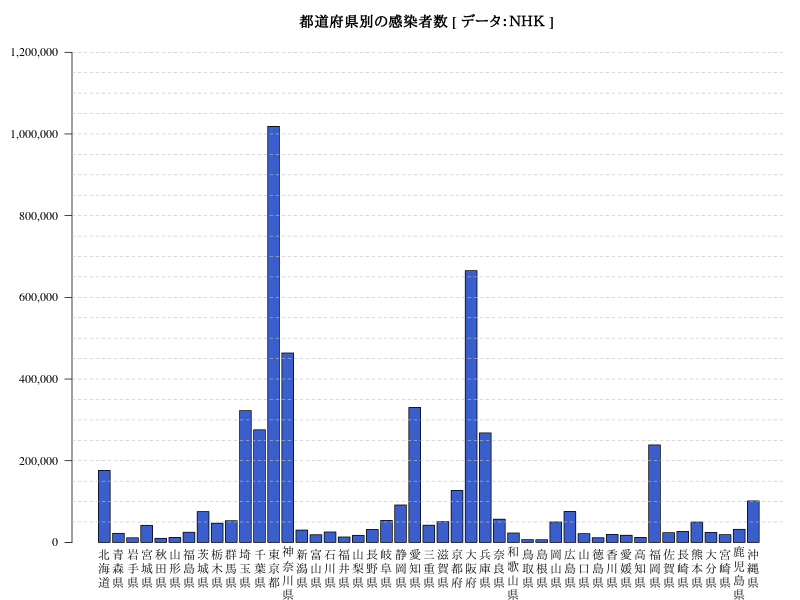 都道府県別の感染者数 [ データ：NHK ]
1,200,000
1,000,000
800,000
600,000
400,000
200,000
0
北海道
青森県
岩手県
宮城県
秋田県
山形県
福島県
茨城県
栃木県
群馬県
埼玉県
千葉県
東京都
神奈川県
新潟県
富山県
石川県
福井県
山梨県
長野県
岐阜県
静岡県
愛知県
三重県
滋賀県
京都府
大阪府
兵庫県
奈良県
和歌山県
鳥取県
島根県
岡山県
広島県
山口県
徳島県
香川県
愛媛県
高知県
福岡県
佐賀県
長崎県
熊本県
大分県
宮崎県
鹿児島県
沖縄県